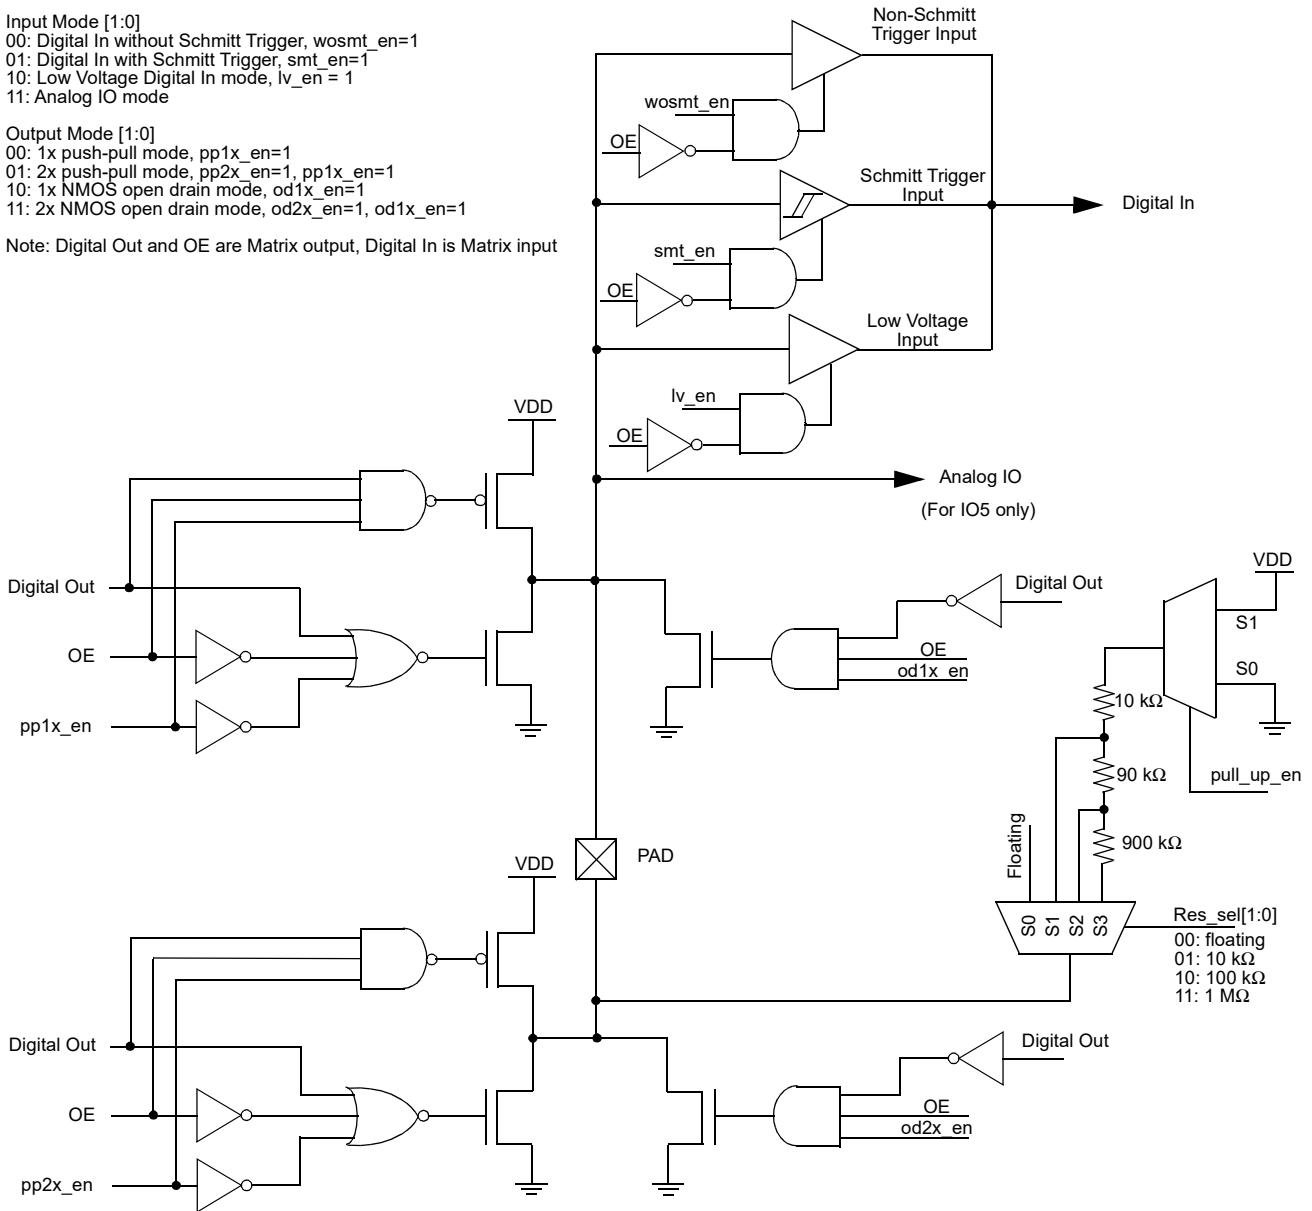 Input Mode [1:0]
00: Digital In without Schmitt Trigger, wosmt_en=1
01: Digital In with Schmitt Trigger, smt_en=1
10: Low Voltage Digital In mode, lv_en = 1
11: Analog IO mode
Output Mode [1:0]
00: 1x push-pull mode, pp1x_en=1
01: 2x push-pull mode, pp2x_en=1, pp1x_en=1
10: 1x NMOS open drain mode, od1x_en=1
11: 2x NMOS open drain mode, od2x_en=1, od1x_en=1
Note: Digital Out and OE are Matrix output, Digital In is Matrix input
Non-Schmitt
Trigger Input
wosmt_en
OE
Schmitt Trigger
Input
Digital In
smt_en
OE
Low Voltage
Input
lv_en
OE
VDD
Analog IO
(For IO5 only)
Digital Out
OE
pp1x_en
Digital Out
OE
od1x_en
VDD
S1
S0
pull_up_en
10 kΩ
90 kΩ
900 kΩ
Floating
S0
S1
S2
S3
Res_sel[1:0]
00: floating
01: 10 kΩ
10: 100 kΩ
11: 1 MΩ
PAD
VDD
Digital Out
OE
pp2x_en
Digital Out
OE
od2x_en